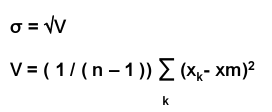 σ = √V
V = ( 1 / ( n – 1 )) ∑ (xₖ- xm)²
k